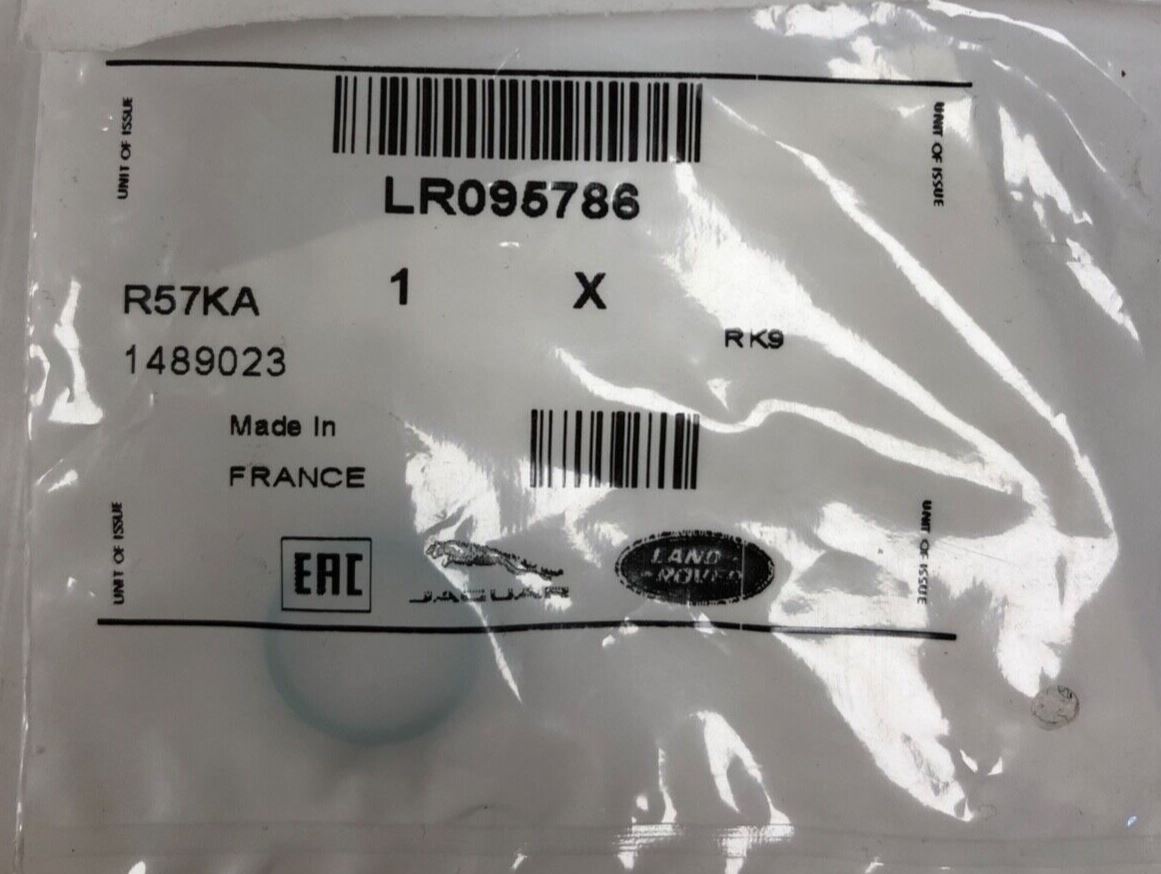 UNIT OF ISSUE
UNIT OF ISSUE
LR095786
1 X
R57KA
RK9
1489023
Made In
FRANCE
UNIT OF ISSUE
UNIT OF ISSUE
EAC
JAGUAR
LAND
ROVER